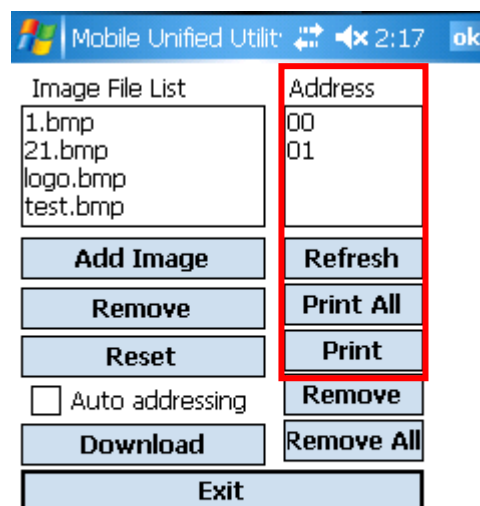 Mobile Unified Utilit 2:17 ok
Image File List
1.bmp
21.bmp
logo.bmp
test.bmp
Add Image
Remove
Reset
Auto addressing
Download
Address
00
01
Refresh
Print All
Print
Remove
Remove All
Exit